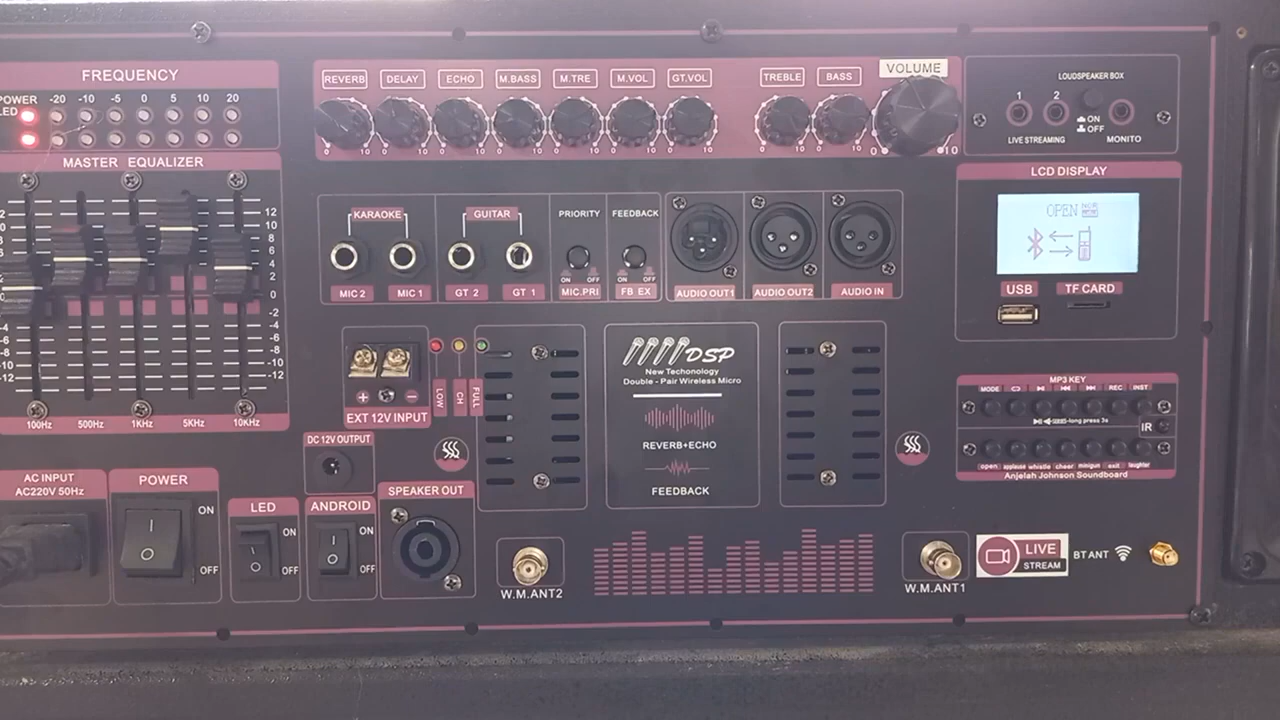 FREQUENCY
POWER LED
-20 -10 -5 0 5 10 20
MASTER EQUALIZER
12
10
8
6
4
2
0
-2
-4
-6
-8
-10
-12
100Hz 500Hz 1KHz 5KHz 10KHz
REVERB DELAY ECHO M.BASS M.TRE M.VOL GT.VOL TREBLE BASS VOLUME
0 10 0 10 0 10 0 10 0 10 0 10 0 10 0 10 0 10 0 10
LOUDSPEAKER BOX
1 2
ON
OFF
LIVE STREAMING MONITO
KARAOKE GUITAR PRIORITY FEEDBACK
ON OFF ON OFF
MIC 2 MIC 1 GT 2 GT 1 MIC.PRI FB EX AUDIO OUT1 AUDIO OUT2 AUDIO IN
LCD DISPLAY
OPEN
USB TF CARD
EXT 12V INPUT
LOW CH FULL
DSP
New Techonology
Double - Pair Wireless Micro
REVERB+ECHO
FEEDBACK
MP3 KEY
MODE REC INST
SERIES-long press 3s
IR
open applause whistle cheer minigun exit laughter
Anjelah Johnson Soundboard
DC 12V OUTPUT
AC INPUT
AC220V 50Hz
POWER
ON
OFF
LED
ON
OFF
ANDROID
ON
OFF
SPEAKER OUT
W.M.ANT2
W.M.ANT1
LIVE
STREAM
BT ANT